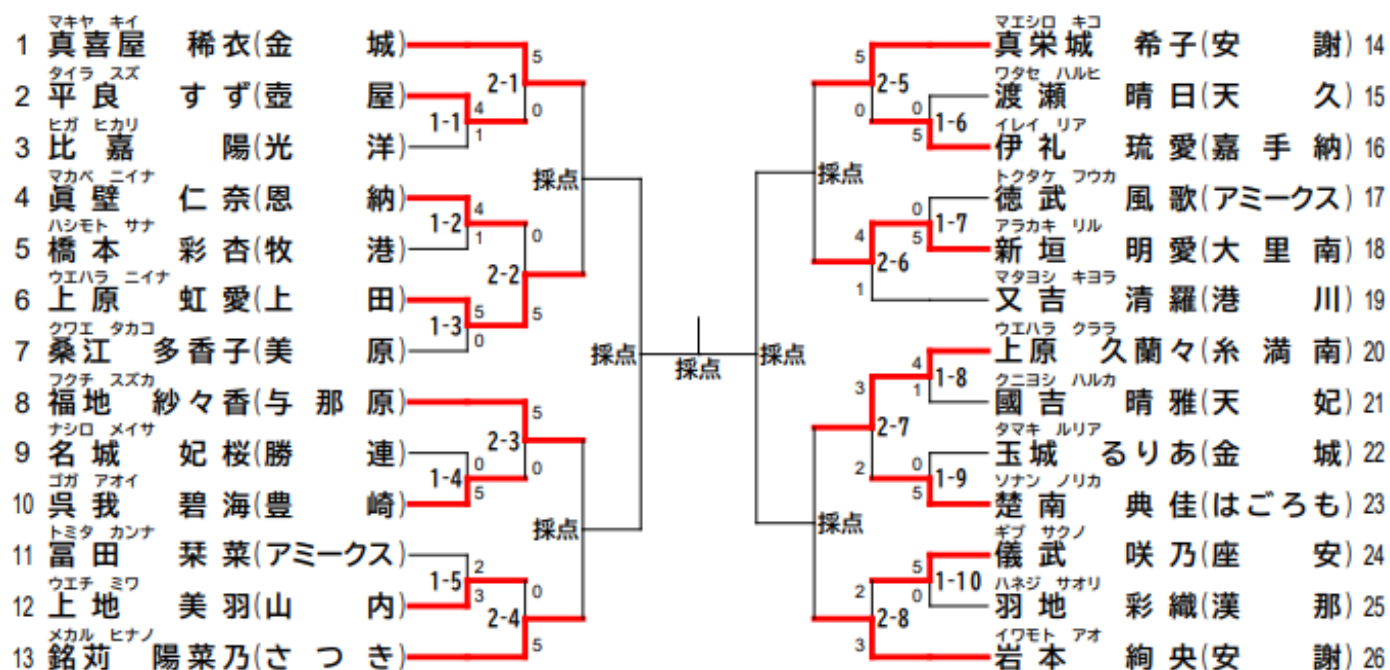 マキヤ キイ
1 真喜屋 稀衣(金 城)
タイラ スズ
2 平良 すず(壺 屋)
ヒガ ヒカリ
3 比嘉 陽(光 洋)
マカベ ニイナ
4 眞壁 仁奈(恩 納)
ハシモト サナ
5 橋本 彩杏(牧 港)
ウエハラ ニイナ
6 上原 虹愛(上 田)
クワエ タカコ
7 桑江 多香子(美 原)
フクチ スズカ
8 福地 紗々香(与那原)
ナシロ メイサ
9 名城 妃桜(勝 連)
ゴガ アオイ
10 呉我 碧海(豊 崎)
トミタ カンナ
11 冨田 栞菜(アミークス)
ウエチ ミワ
12 上地 美羽(山 内)
メカル ヒナノ
13 銘苅 陽菜乃(さつき)
5
2-1
0
4
1-1
1
採点
4
1-2
1
0
2-2
5
5
1-3
0
採点
5
2-3
0
0
1-4
5
採点
2
1-5
3
0
2-4
5
採点
マエシロ キコ
真栄城 希子(安 謝) 14
ワタセ ハルヒ
渡瀬 晴日(天 久) 15
イレイ リア
伊礼 琉愛(嘉手納) 16
トクタケ フウカ
徳武 風歌(アミークス) 17
アラカキ リル
新垣 明愛(大里南) 18
マタヨシ キヨラ
又吉 清羅(港 川) 19
ウエハラ クララ
上原 久蘭々(糸満南) 20
クニヨシ ハルカ
國吉 晴雅(天 妃) 21
タマキ ルリア
玉城 るりあ(金 城) 22
ソナン ノリカ
楚南 典佳(はごろも) 23
ギブ サクノ
儀武 咲乃(座 安) 24
ハネジ サオリ
羽地 彩織(漢 那) 25
イワモト アオ
岩本 絢央(安 謝) 26
5
2-5
0
0
1-6
5
採点
0
1-7
5
4
2-6
1
採点
4
1-8
1
3
2-7
2
0
1-9
5
採点
5
1-10
0
2
2-8
3